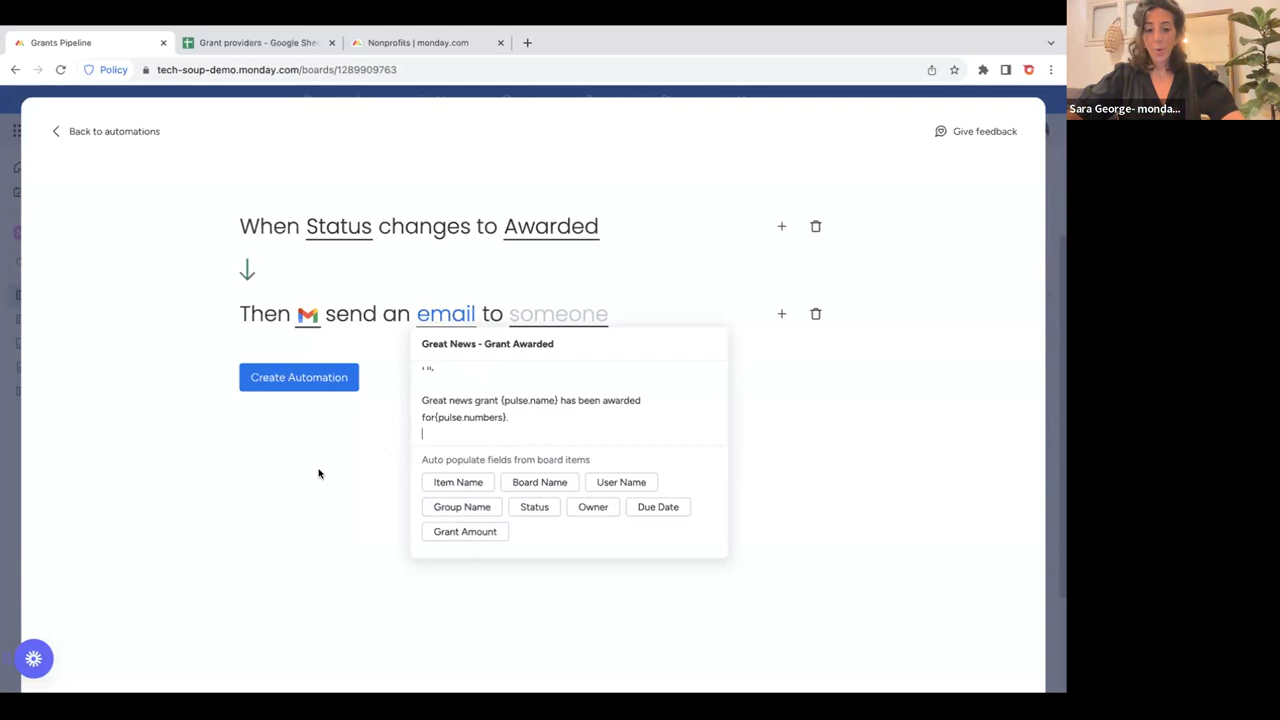 Grants Pipeline
Grant providers - Google She
Nonprofits | monday.com
Policy
tech-soup-demo.monday.com/boards/1289909763
Sara George- monda...
Back to automations
Give feedback
When Status changes to Awarded
Then send an email to someone
Create Automation
Great News - Grant Awarded
Great news grant {pulse.name} has been awarded
for{pulse.numbers}.
Auto populate fields from board items
Item Name
Board Name
User Name
Group Name
Status
Owner
Due Date
Grant Amount